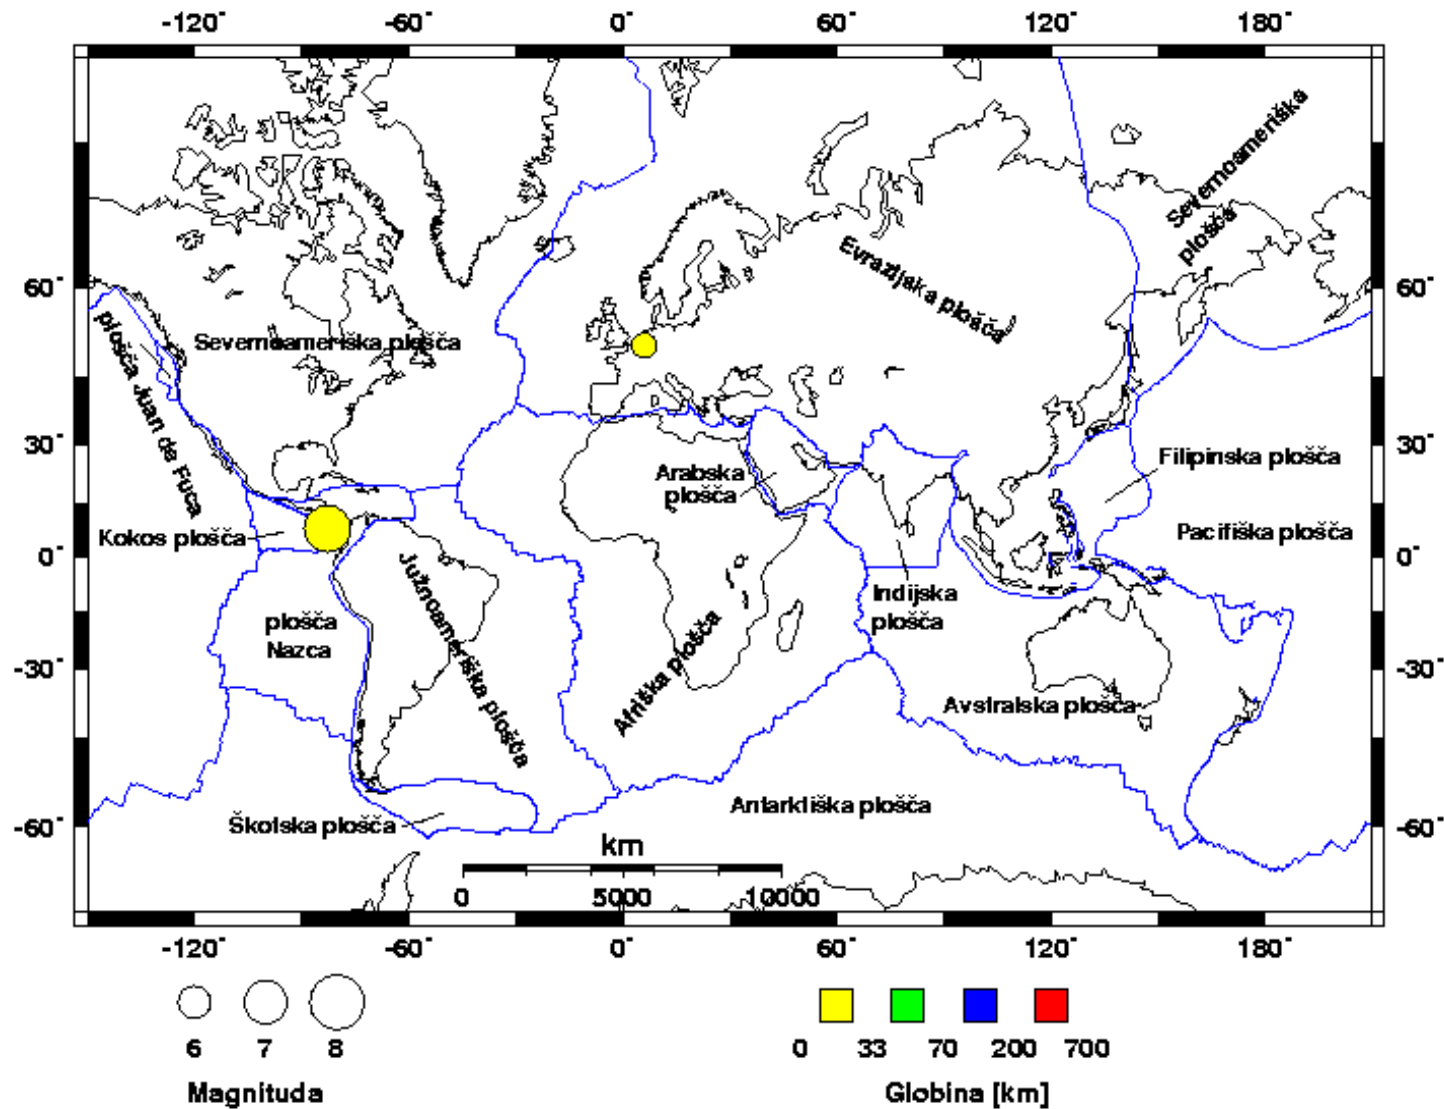 -120° -60° 0° 60° 120° 180°
Severnoameriška
plošča
Evrazijska plošča
60° 60°
Severnoameriška plošča
plošča Juan de Fuca
30° 30°
Filipinska plošča
Arabska
plošča
Kokos plošča
Pacifiška plošča
0° 0°
Južnoameriška plošča
Indijska
plošča
plošča
Nazca
Afriška plošča
-30° -30°
Avstralska plošča
Antarktiška plošča
Školska plošča
-60° -60°
km
0 5000 10000
-120° -60° 0° 60° 120° 180°
6 7 8
0 33 70 200 700
Magnituda
Globina [km]